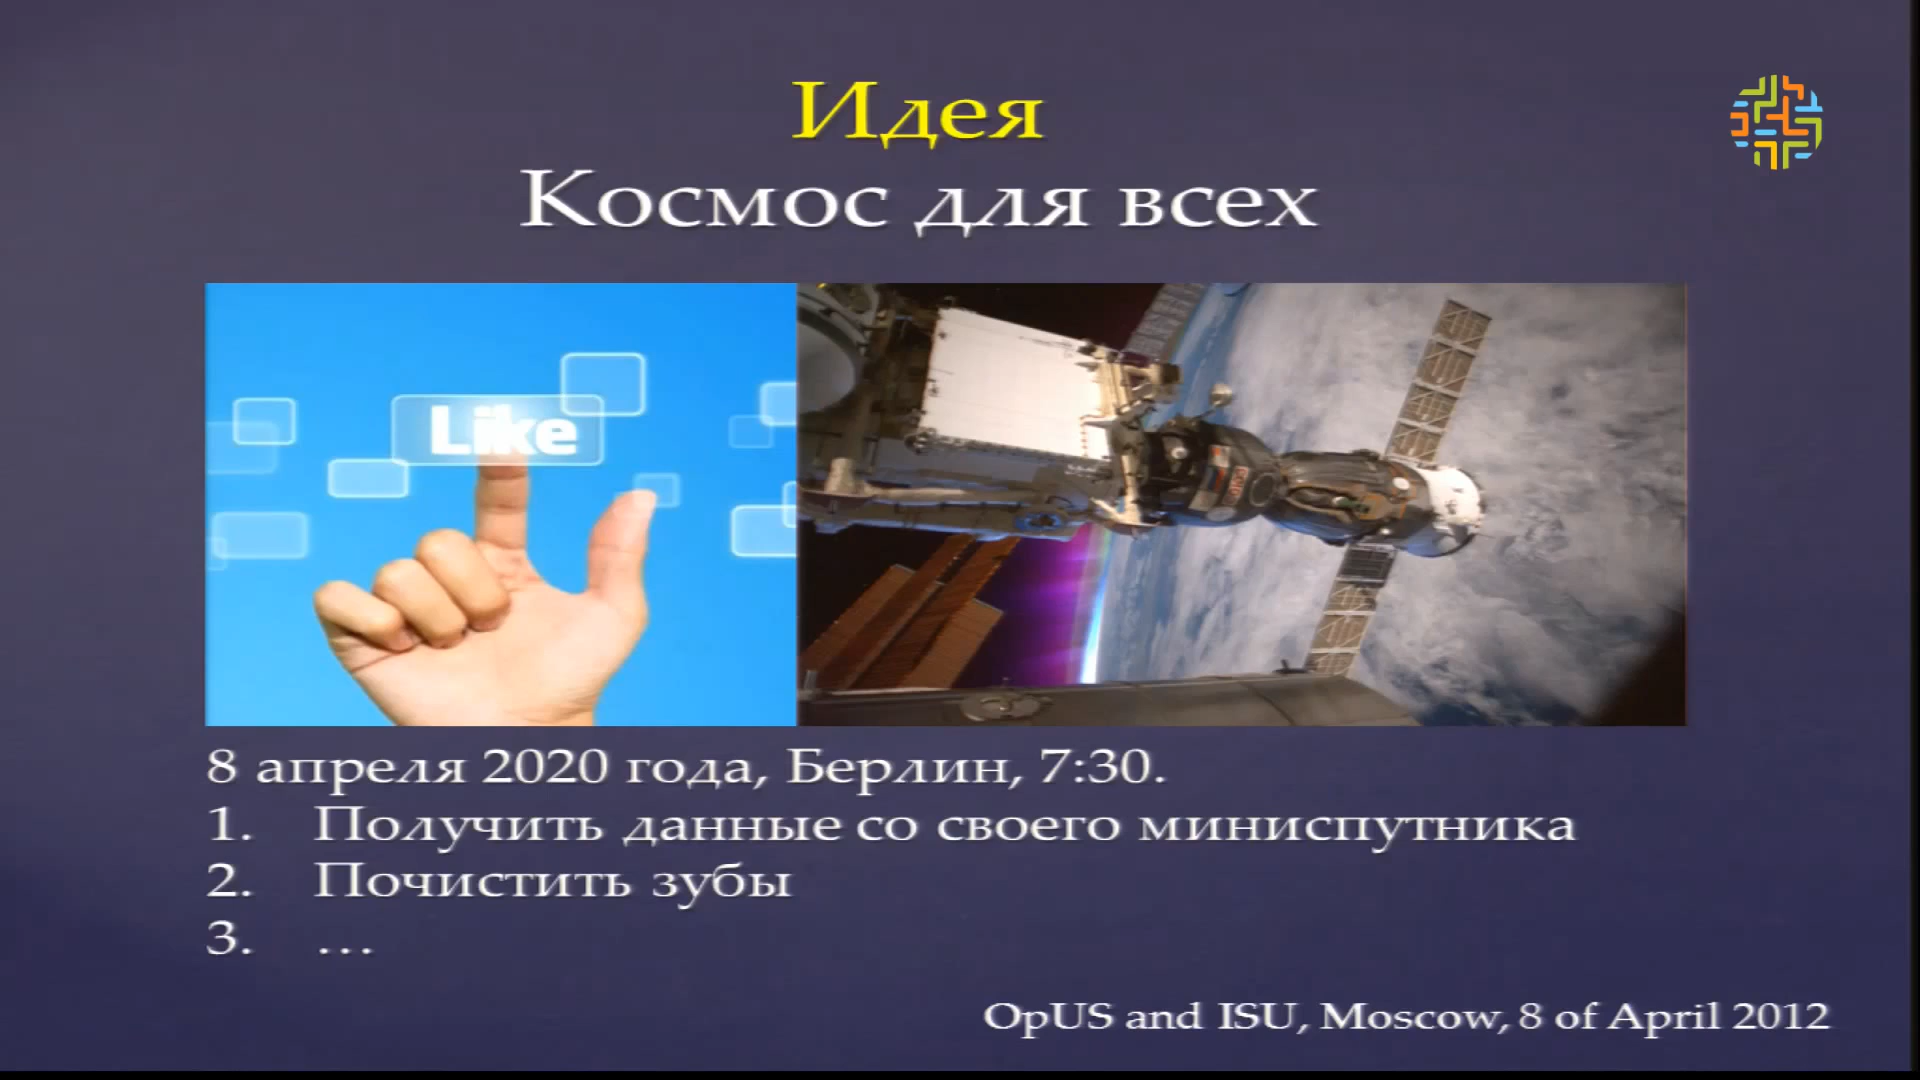 Идея
Космос для всех
Like
8 апреля 2020 года, Берлин, 7:30.
1. Получить данные со своего миниспутника
2. Почистить зубы
3. …
OpUS and ISU, Moscow, 8 of April 2012